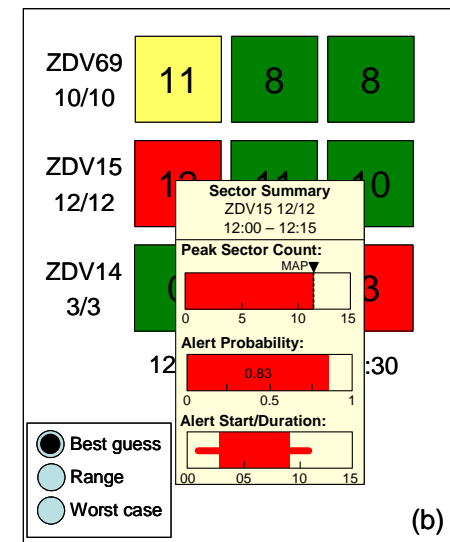 ZDV69
10/10
11
8
8
ZDV15
12/12
10
Sector Summary
ZDV15 12/12
12:00 – 12:15
Peak Sector Count:
MAP
0 5 10 15
ZDV14
3/3
3
Alert Probability:
0.83
0 0.5 1
12
:30
Alert Start/Duration:
00 05 10 15
Best guess
Range
Worst case
(b)